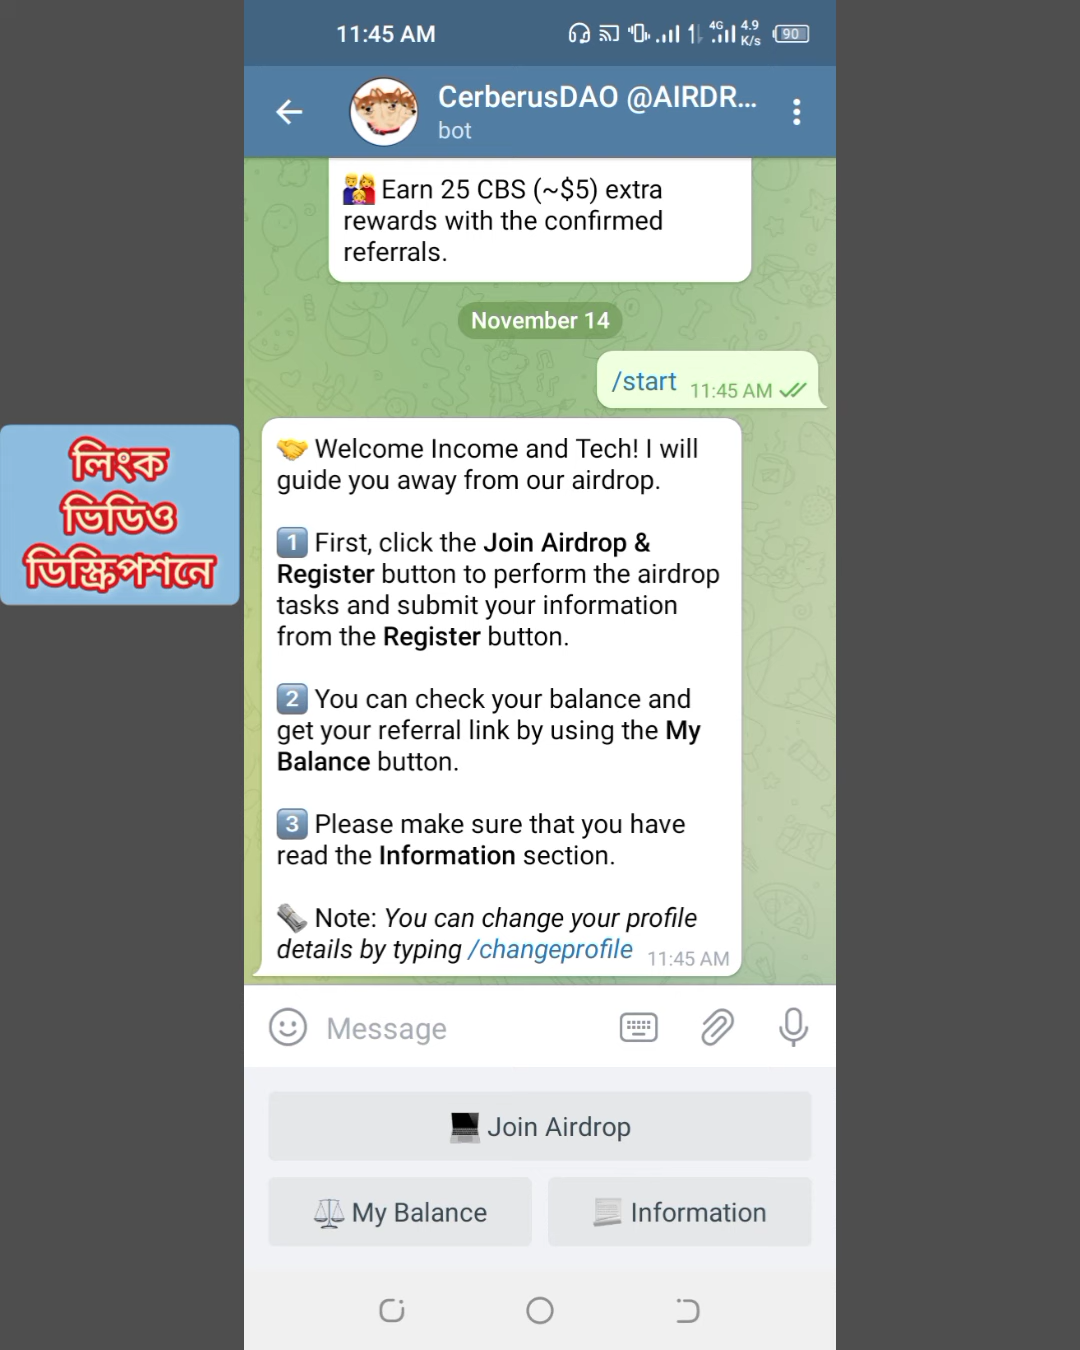 11:45 AM
4G 4.9 K/s 90
CerberusDAO @AIRDR...
bot
Earn 25 CBS (~$5) extra
rewards with the confirmed
referrals.
November 14
/start 11:45 AM
Welcome Income and Tech! I will
guide you away from our airdrop.
1 First, click the Join Airdrop &
Register button to perform the airdrop
tasks and submit your information
from the Register button.
2 You can check your balance and
get your referral link by using the My
Balance button.
3 Please make sure that you have
read the Information section.
Note: You can change your profile
details by typing /changeprofile 11:45 AM
লিংক
ভিডিও
ডিস্ক্রিপশনে
Message
Join Airdrop
My Balance
Information